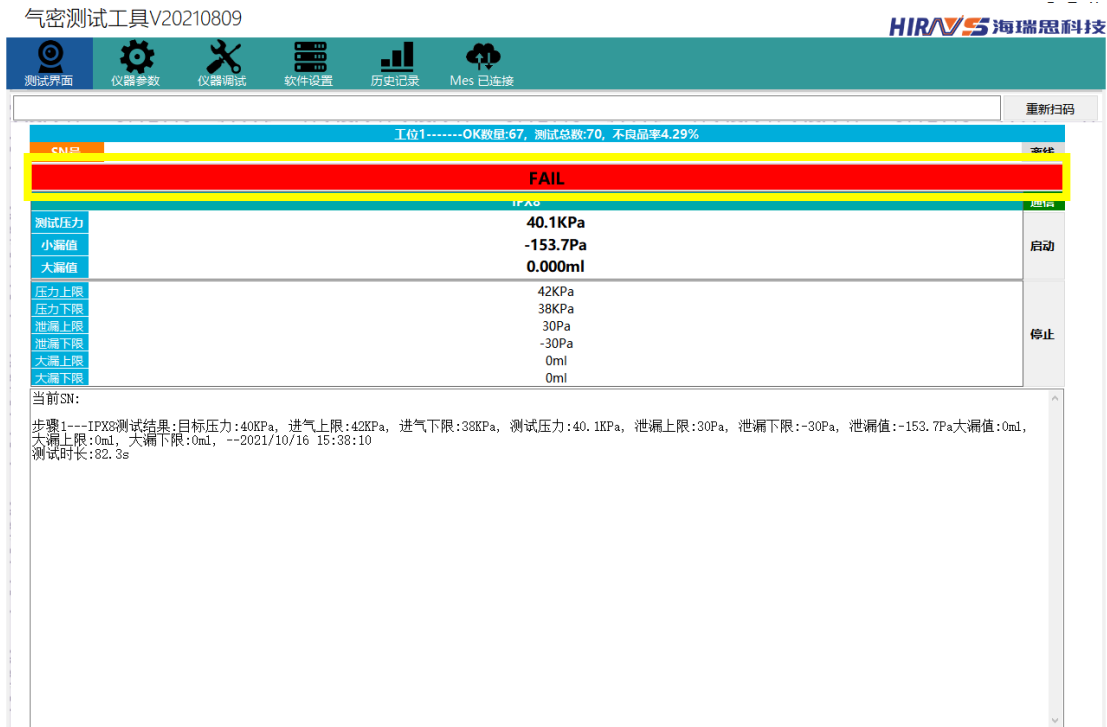 气密测试工具V20210809
HIRAYS 海瑞思科技
测试界面 仪器参数 仪器调试 软件设置 历史记录 Mes 已连接
重新扫码
工位1-------OK数量:67, 测试总数:70, 不良品率4.29%
SN号 离线
FAIL
IPX8 通信
测试压力 40.1KPa
小漏值 -153.7Pa 启动
大漏值 0.000ml
压力上限 42KPa
压力下限 38KPa
泄漏上限 30Pa
泄漏下限 -30Pa 停止
大漏上限 0ml
大漏下限 0ml
当前SN:
步骤1---IPX8测试结果:目标压力:40KPa, 进气上限:42KPa, 进气下限:38KPa, 测试压力:40.1KPa, 泄漏上限:30Pa, 泄漏下限:-30Pa, 泄漏值:-153.7Pa大漏值:0ml,
大漏上限:0ml, 大漏下限:0ml, --2021/10/16 15:38:10
测试时长:82.3s